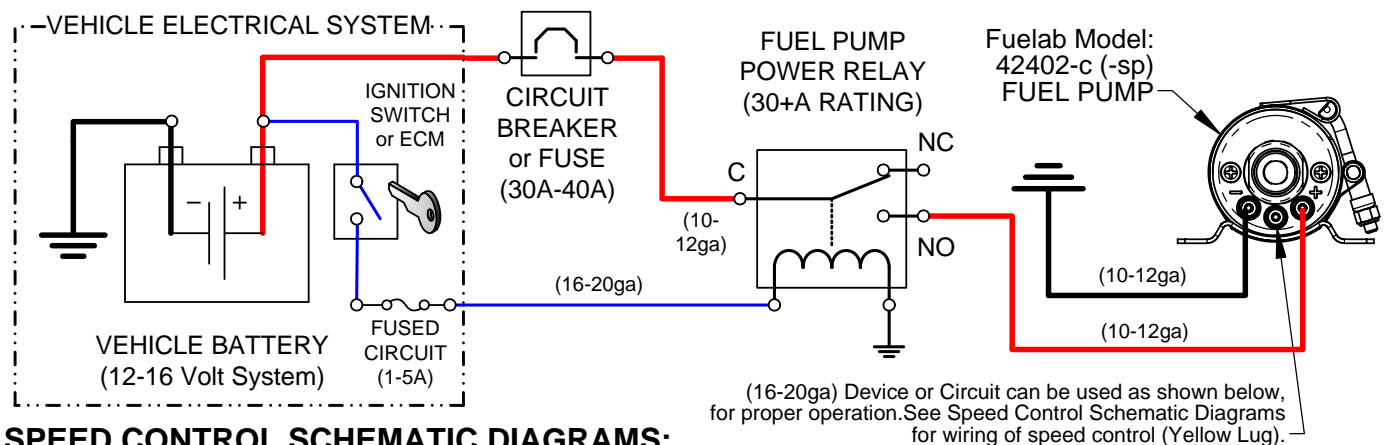 VEHICLE ELECTRICAL SYSTEM
IGNITION
SWITCH
or ECM
- +
VEHICLE BATTERY
(12-16 Volt System)
FUSED
CIRCUIT
(1-5A)
CIRCUIT
BREAKER
or FUSE
(30A-40A)
(16-20ga)
FUEL PUMP
POWER RELAY
(30+A RATING)
C
NC
NO
(10-
12ga)
Fuelab Model:
42402-c (-sp)
FUEL PUMP
- +
(10-12ga)
(10-12ga)
(16-20ga) Device or Circuit can be used as shown below,
for proper operation.See Speed Control Schematic Diagrams
for wiring of speed control (Yellow Lug).
SPEED CONTROL SCHEMATIC DIAGRAMS: